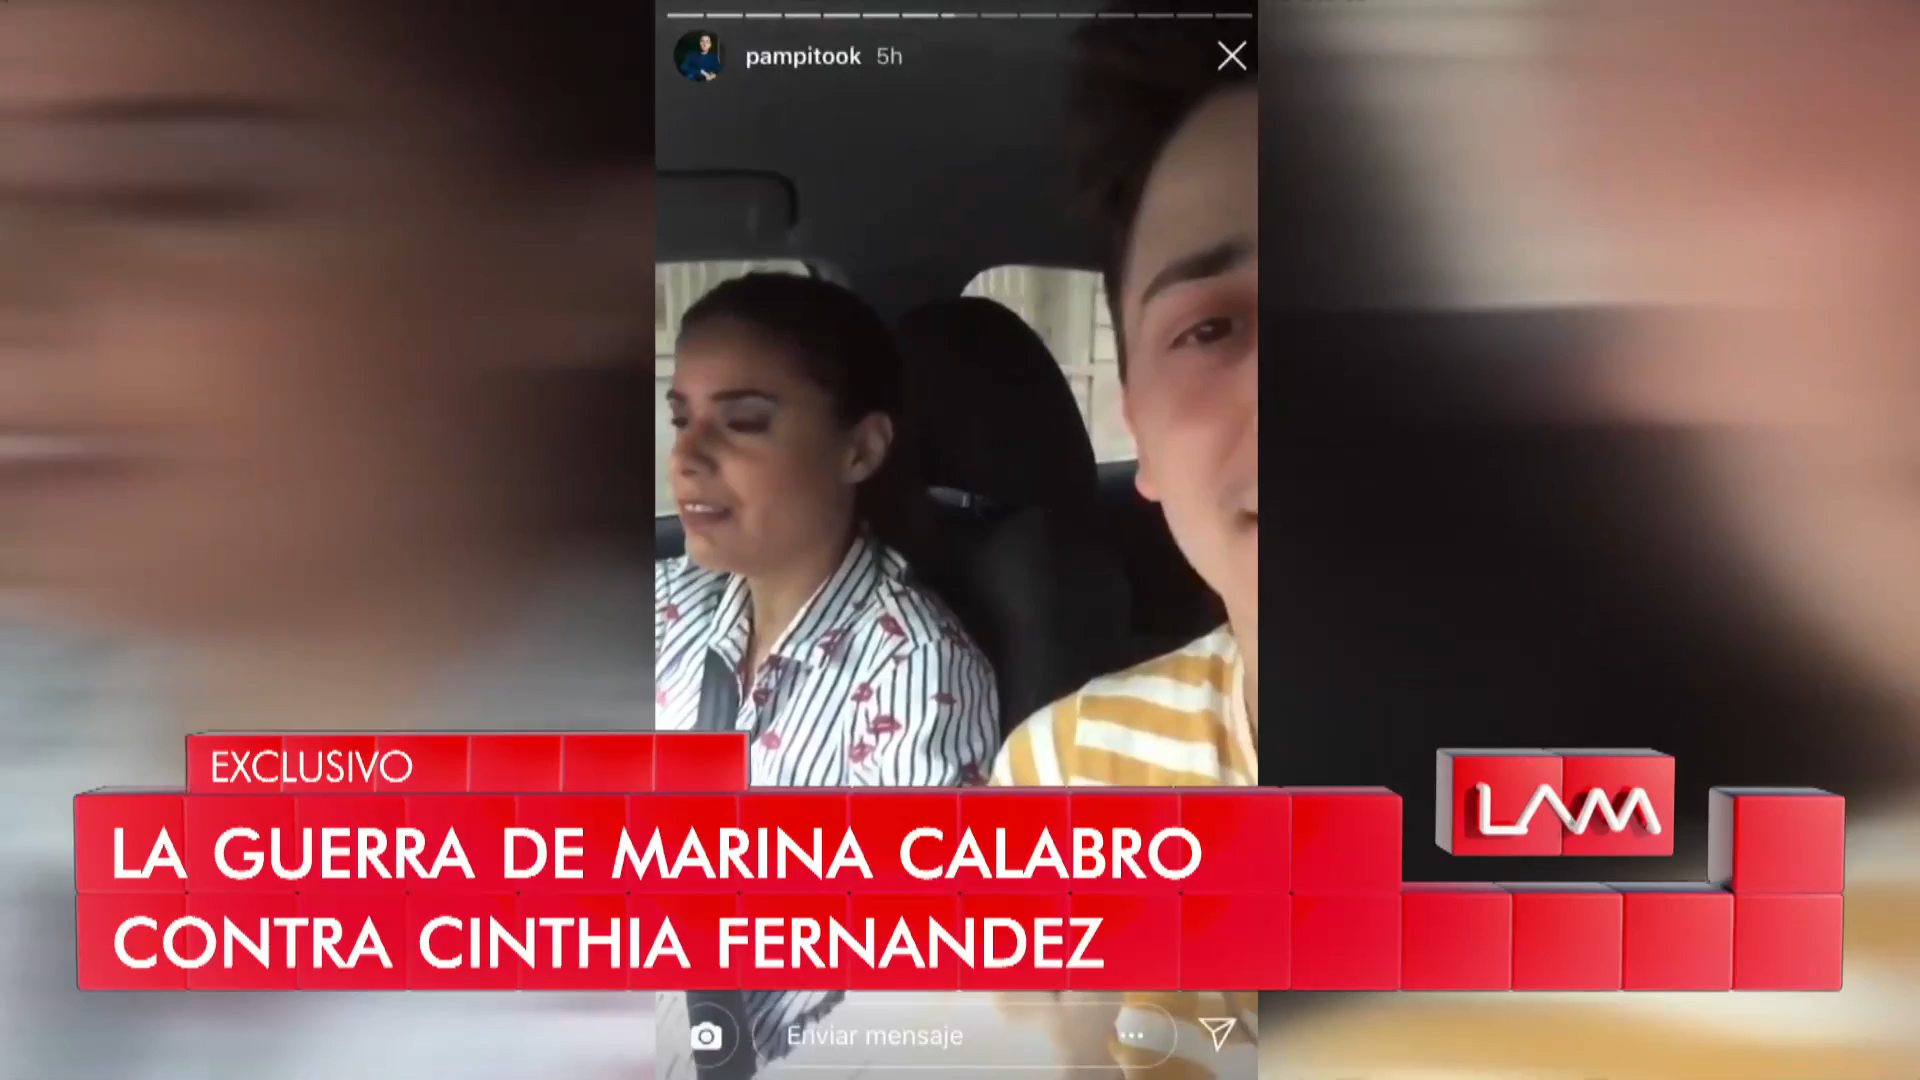 pampitook 5h
EXCLUSIVO
LA GUERRA DE MARINA CALABRO
CONTRA CINTHIA FERNANDEZ
LAM
Enviar mensaje